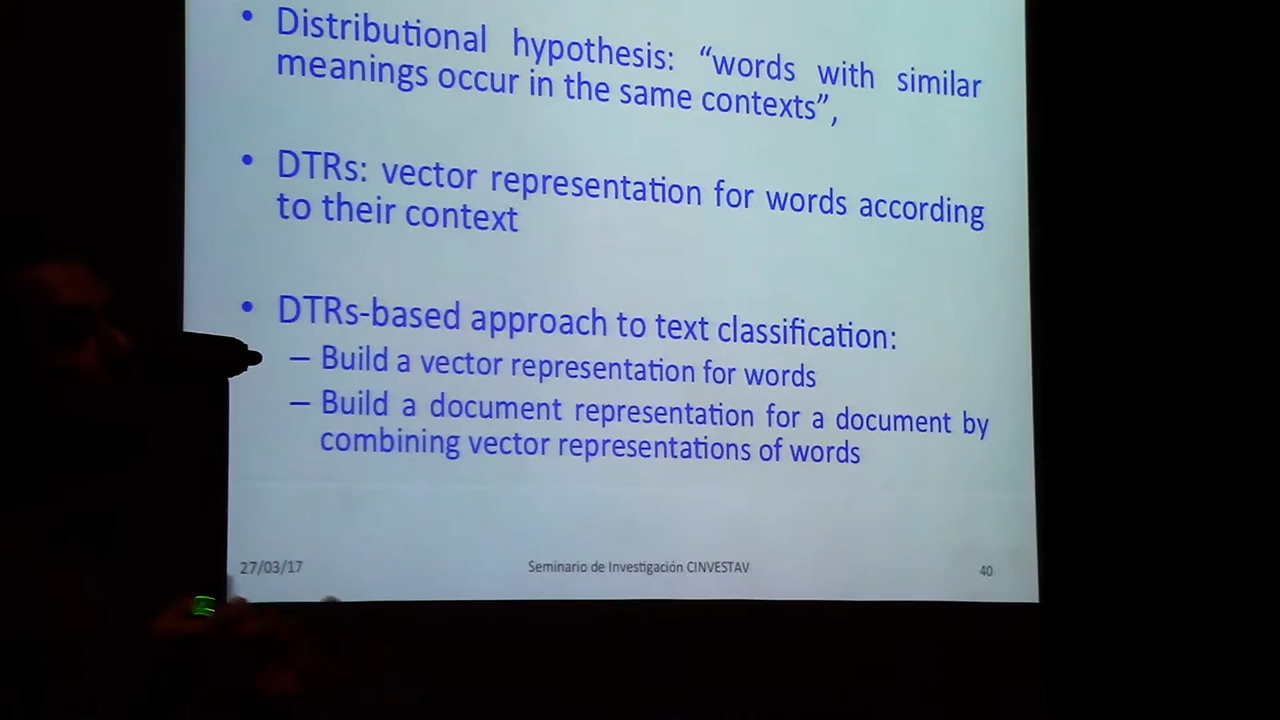 • Distributional hypothesis: “words with similar
meanings occur in the same contexts”,
• DTRs: vector representation for words according
to their context
• DTRs-based approach to text classification:
– Build a vector representation for words
– Build a document representation for a document by
combining vector representations of words
27/03/17 Seminario de Investigación CINVESTAV 40